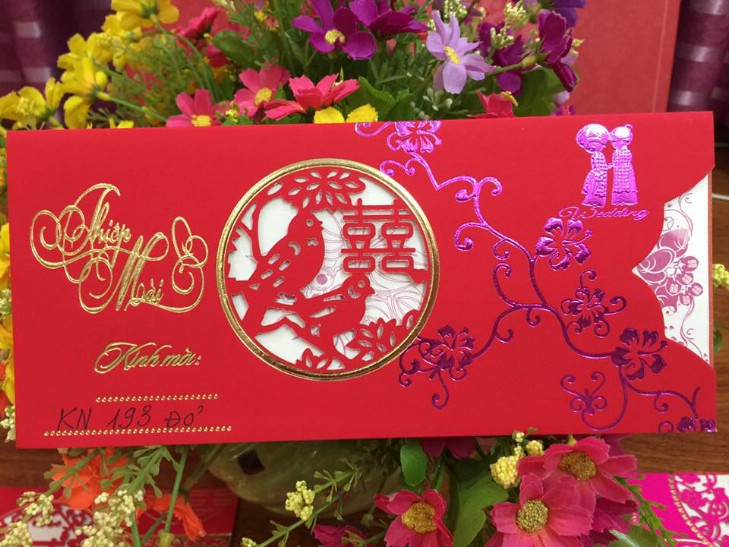 Thiệp
Mời
囍
Wedding
Kính mời:
KN 193 ĐỎ